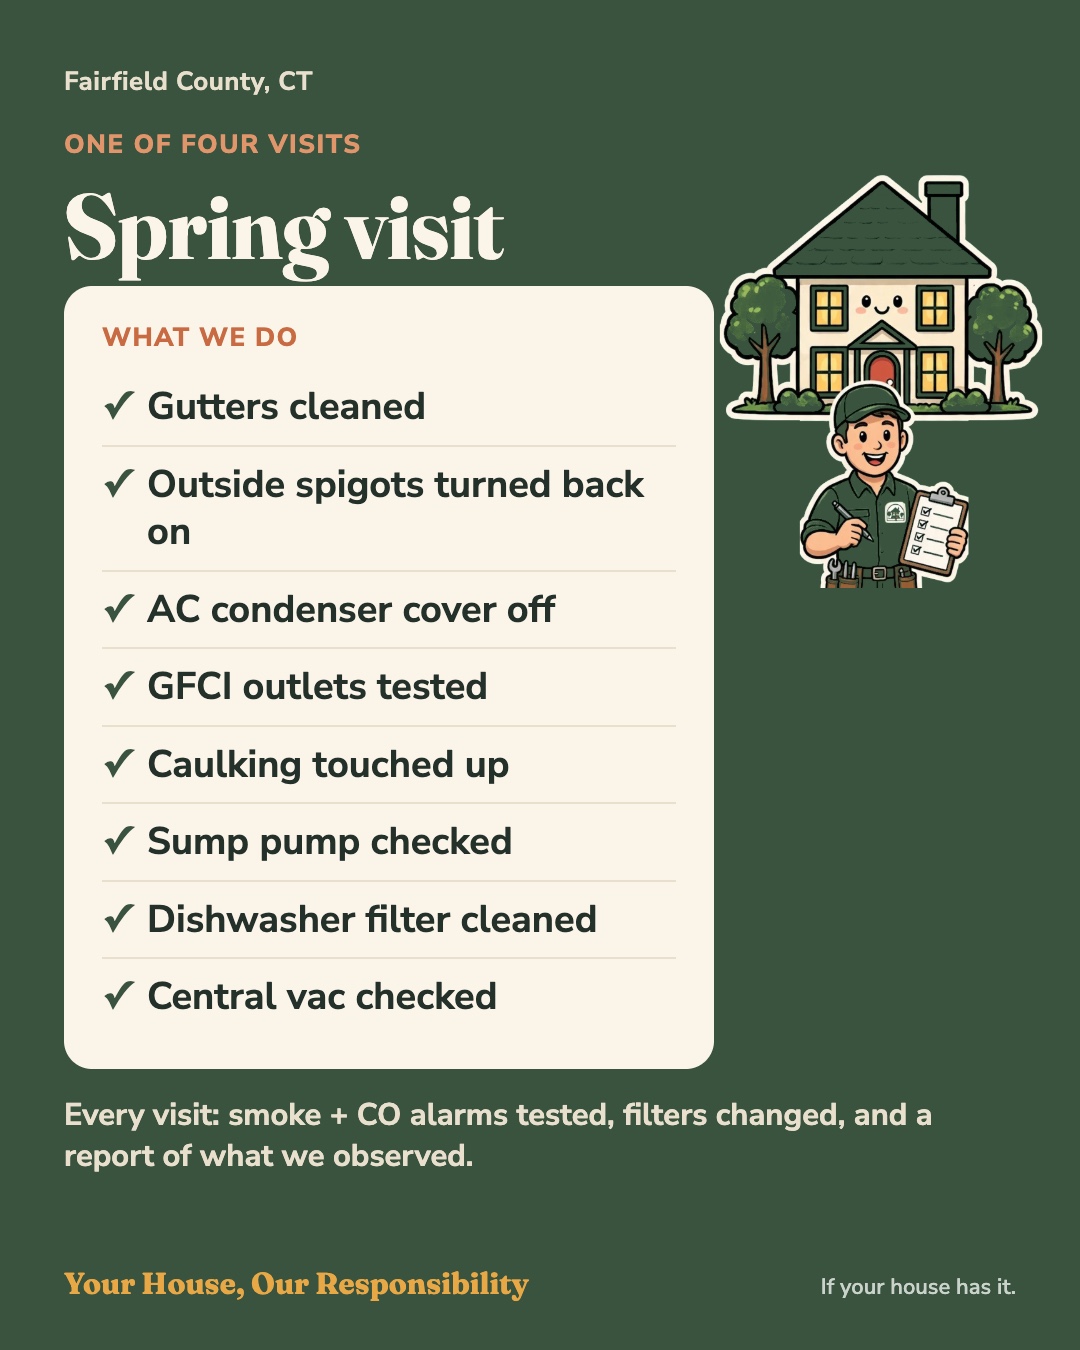 Fairfield County, CT
ONE OF FOUR VISITS
Spring visit
WHAT WE DO
✓ Gutters cleaned
✓ Outside spigots turned back
on
✓ AC condenser cover off
✓ GFCI outlets tested
✓ Caulking touched up
✓ Sump pump checked
✓ Dishwasher filter cleaned
✓ Central vac checked
Every visit: smoke + CO alarms tested, filters changed, and a
report of what we observed.
Your House, Our Responsibility
If your house has it.